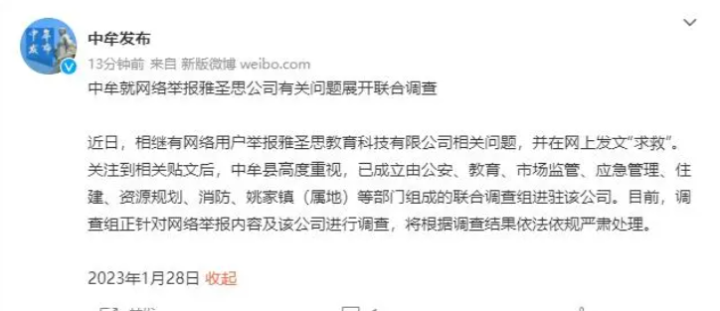 中牟发布
13分钟前 来自 新版微博 weibo.com
中牟就网络举报雅圣思公司有关问题展开联合调查
近日，相继有网络用户举报雅圣思教育科技有限公司相关问题，并在网上发文“求救”。
关注到相关贴文后，中牟县高度重视，已成立由公安、教育、市场监管、应急管理、住
建、资源规划、消防、姚家镇（属地）等部门组成的联合调查组进驻该公司。目前，调
查组正针对网络举报内容及该公司进行调查，将根据调查结果依法依规严肃处理。
2023年1月28日 收起